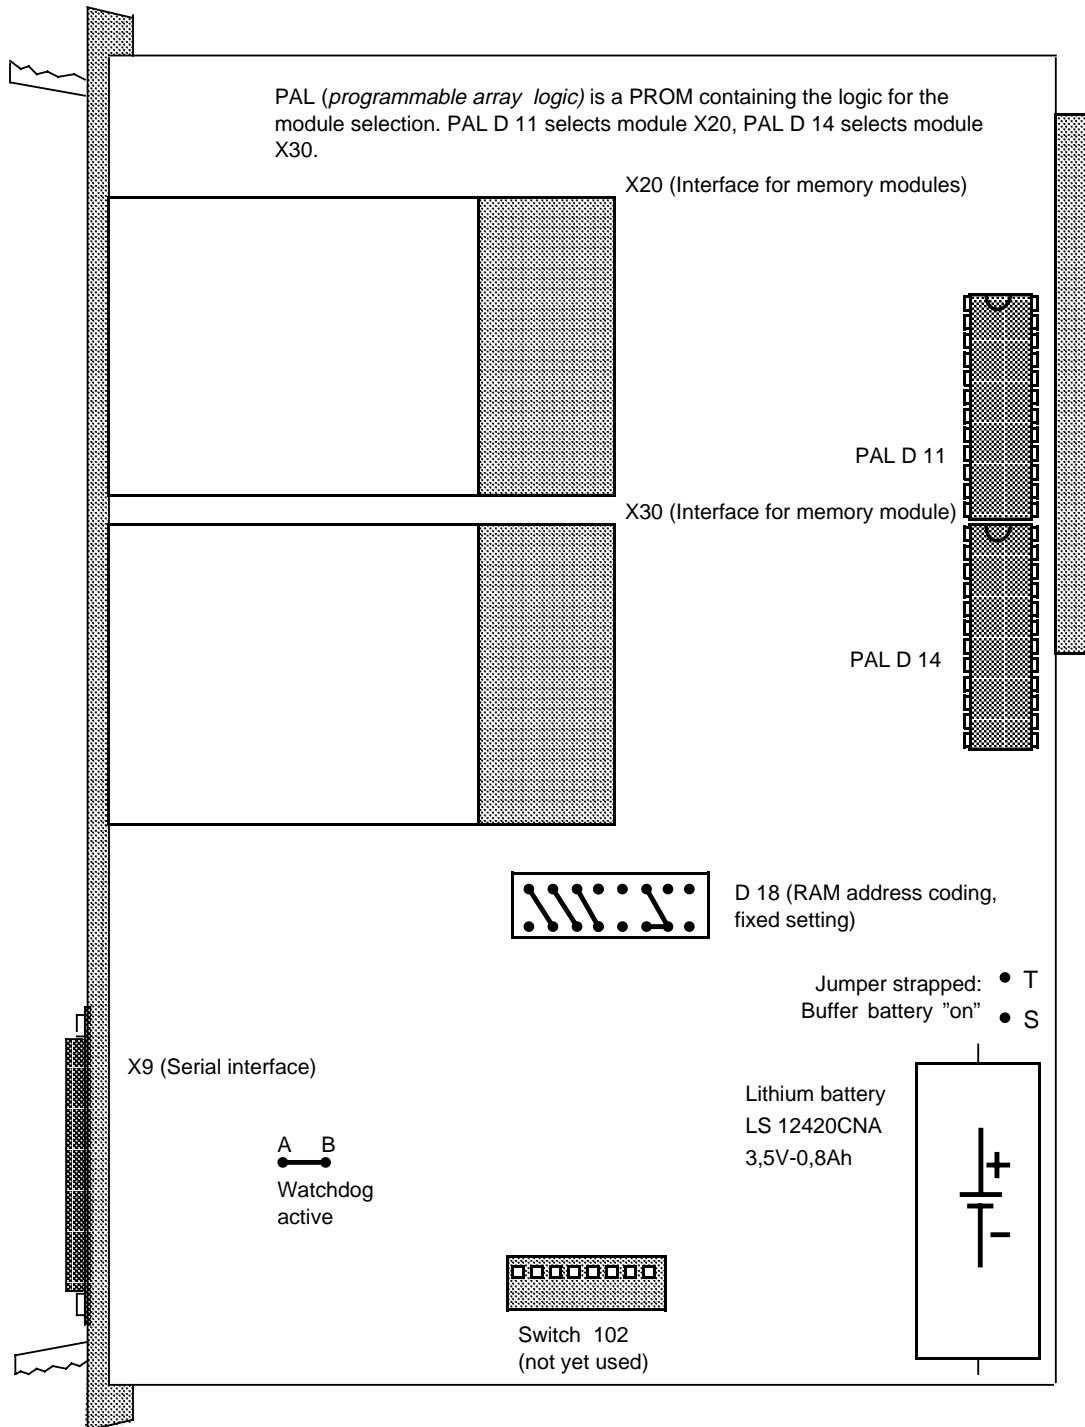 PAL (programmable array logic) is a PROM containing the logic for the
module selection. PAL D 11 selects module X20, PAL D 14 selects module
X30.
X20 (Interface for memory modules)
PAL D 11
X30 (Interface for memory module)
PAL D 14
D 18 (RAM address coding,
fixed setting)
Jumper strapped:
Buffer battery ”on”
T
S
X9 (Serial interface)
Lithium battery
LS 12420CNA
3,5V-0,8Ah
+
−
A B
Watchdog
active
Switch 102
(not yet used)